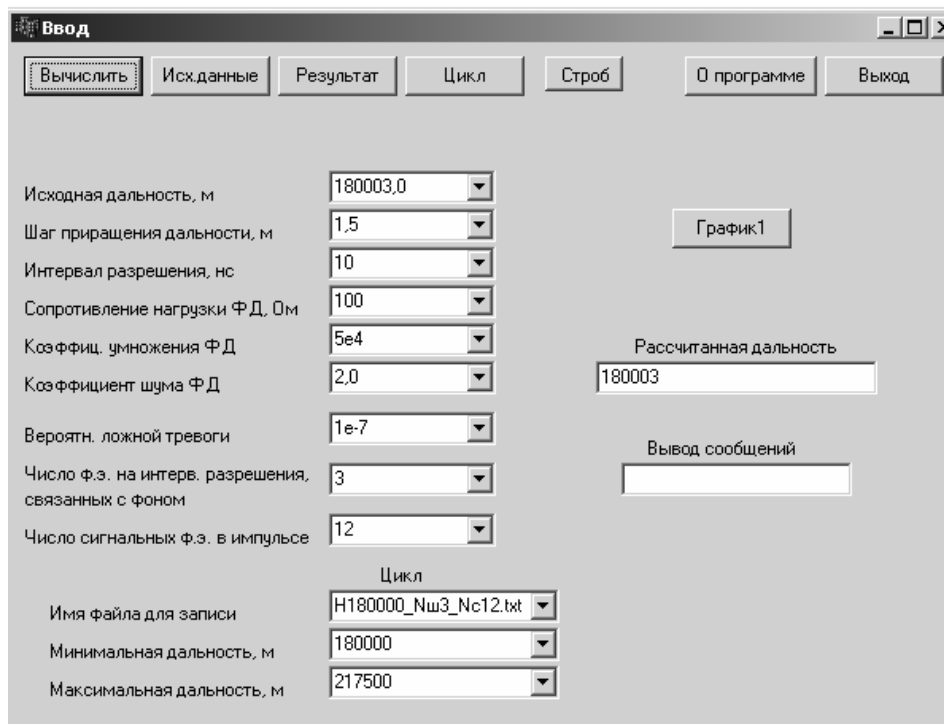 Ввод
Вычислить Исх.данные Результат Цикл Строб О программе Выход
Исходная дальность, м 180003,0
Шаг приращения дальности, м 1,5
График1
Интервал разрешения, нс 10
Сопротивление нагрузки ФД, Ом 100
Коэффиц. умножения ФД 5e4
Рассчитанная дальность
Коэффициент шума ФД 2,0
180003
Вероятн. ложной тревоги 1e-7
Вывод сообщений
Число ф.э. на интерв. разрешения,
связанных с фоном 3
Число сигнальных ф.э. в импульсе 12
Цикл
Имя файла для записи H180000_Nш3_Nc12.txt
Минимальная дальность, м 180000
Максимальная дальность, м 217500